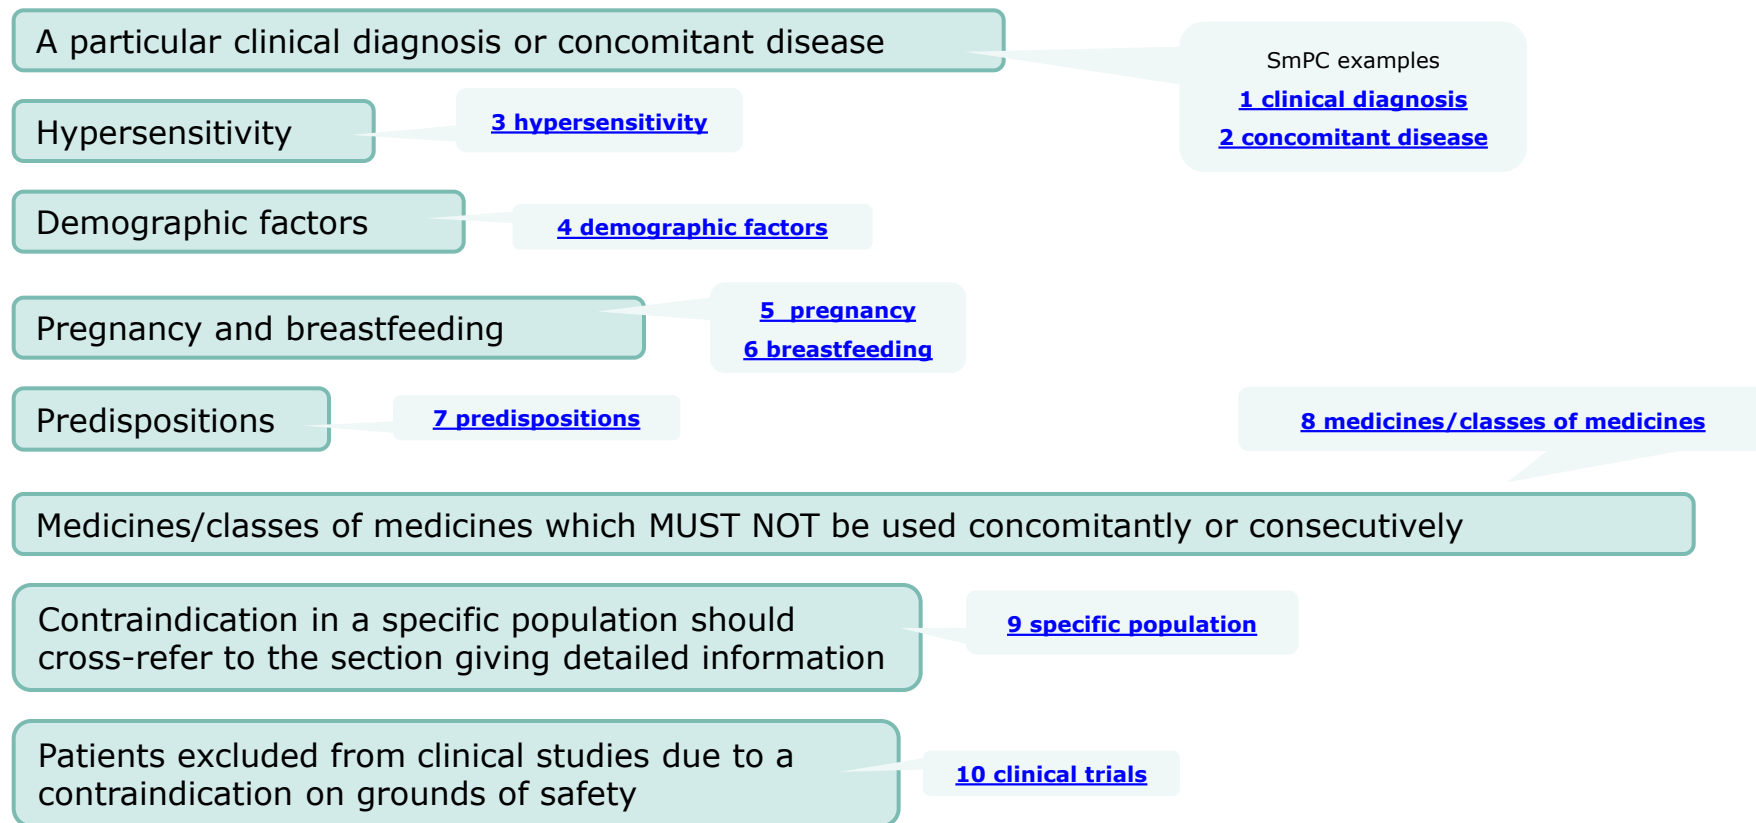 A particular clinical diagnosis or concomitant disease
SmPC examples
1 clinical diagnosis
2 concomitant disease
Hypersensitivity
3 hypersensitivity
Demographic factors
4 demographic factors
Pregnancy and breastfeeding
5  pregnancy
6 breastfeeding
Predispositions
7 predispositions
8 medicines/classes of medicines
Medicines/classes of medicines which MUST NOT be used concomitantly or consecutively
Contraindication in a specific population should
cross-refer to the section giving detailed information
9 specific population
Patients excluded from clinical studies due to a
contraindication on grounds of safety
10 clinical trials